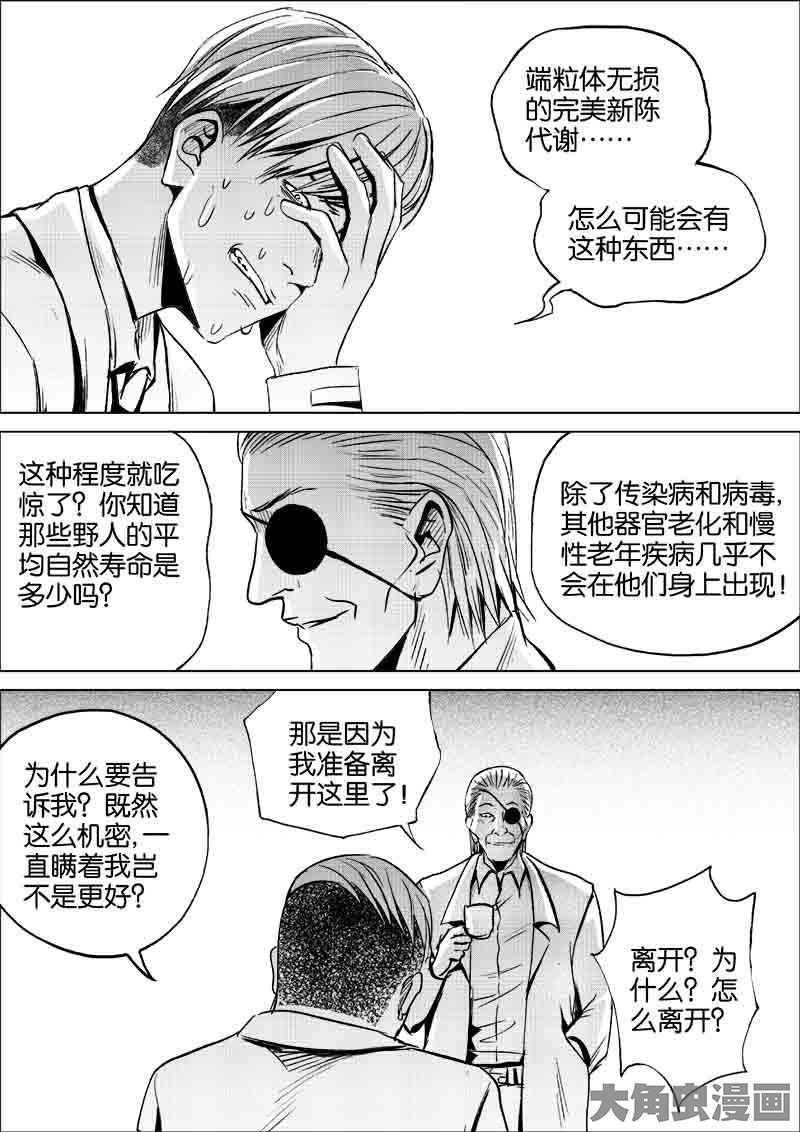 端粒体无损
的完美新陈
代谢……
怎么可能会有
这种东西……
这种程度就吃
惊了？你知道
那些野人的平
均自然寿命是
多少吗？
除了传染病和病毒，
其他器官老化和慢
性老年疾病几乎不
会在他们身上出现！
为什么要告
诉我？既然
这么机密，一
直瞒着我岂
不是更好？
那是因为
我准备离
开这里了！
离开？为
什么？怎
么离开？
大角虫漫画